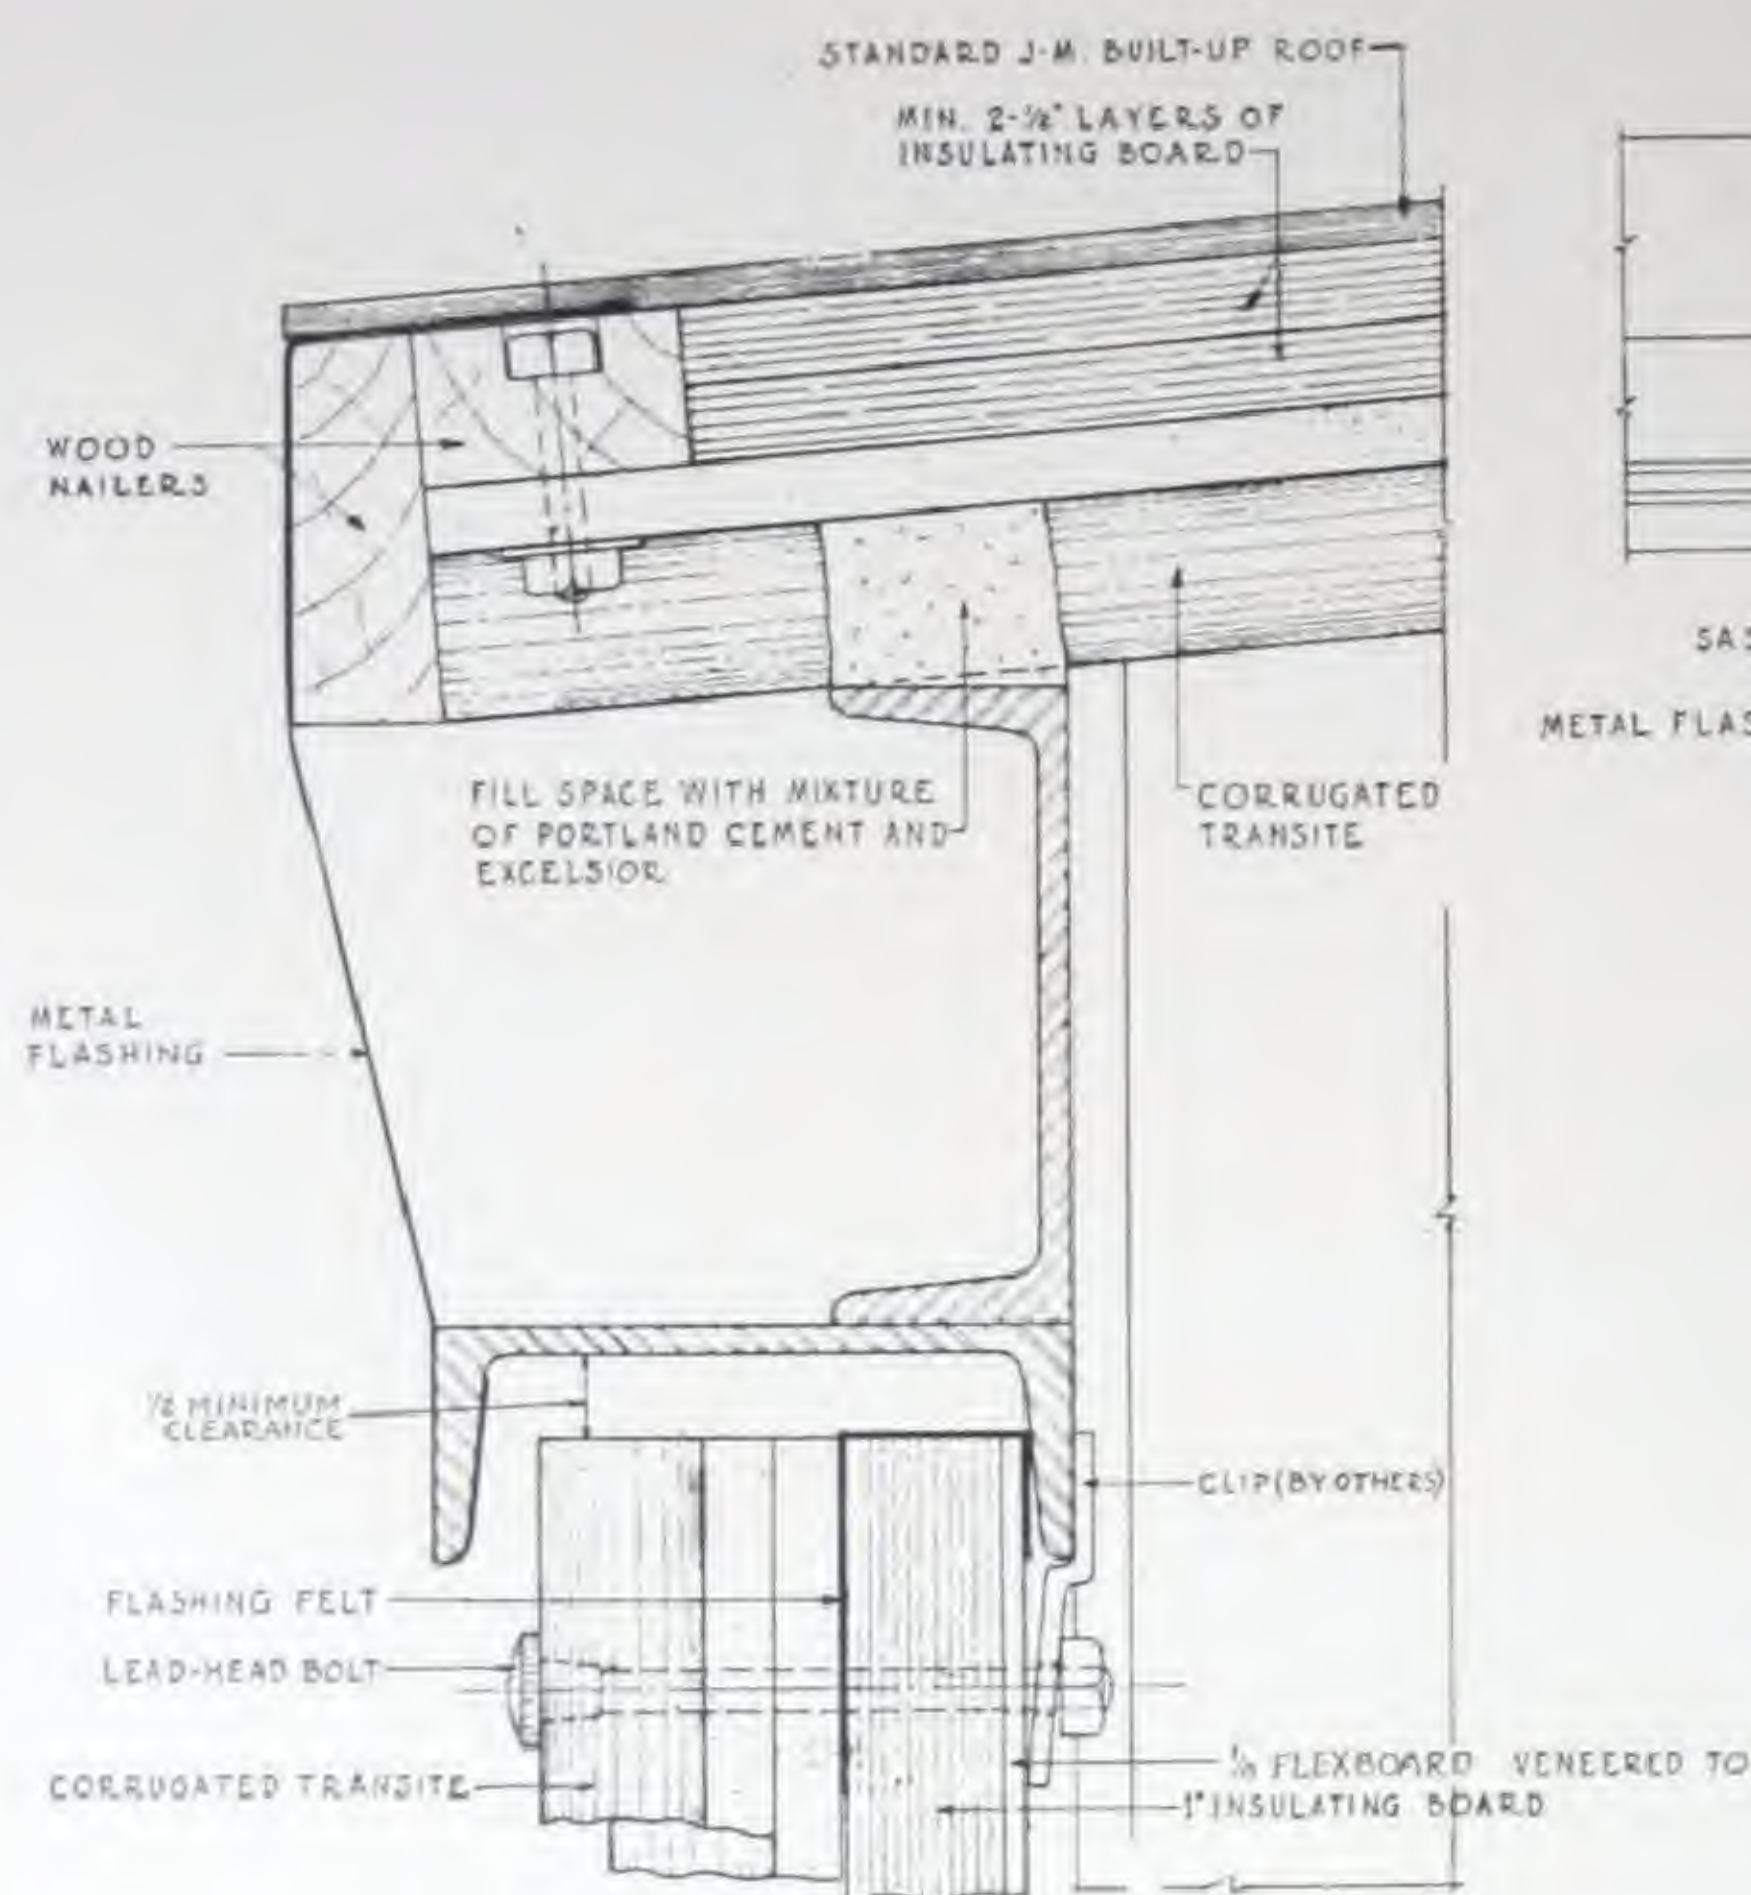 STANDARD J-M. BUILT-UP ROOF
MIN. 2-½" LAYERS OF
INSULATING BOARD
WOOD
NAILERS
SAS
METAL FLAS
FILL SPACE WITH MIXTURE
OF PORTLAND CEMENT AND
EXCELSIOR
CORRUGATED
TRANSITE
METAL
FLASHING
½ MINIMUM
CLEARANCE
CLIP (BY OTHERS)
FLASHING FELT
LEAD-HEAD BOLT
CORRUGATED TRANSITE
FLEXBOARD VENEERED TO
1" INSULATING BOARD